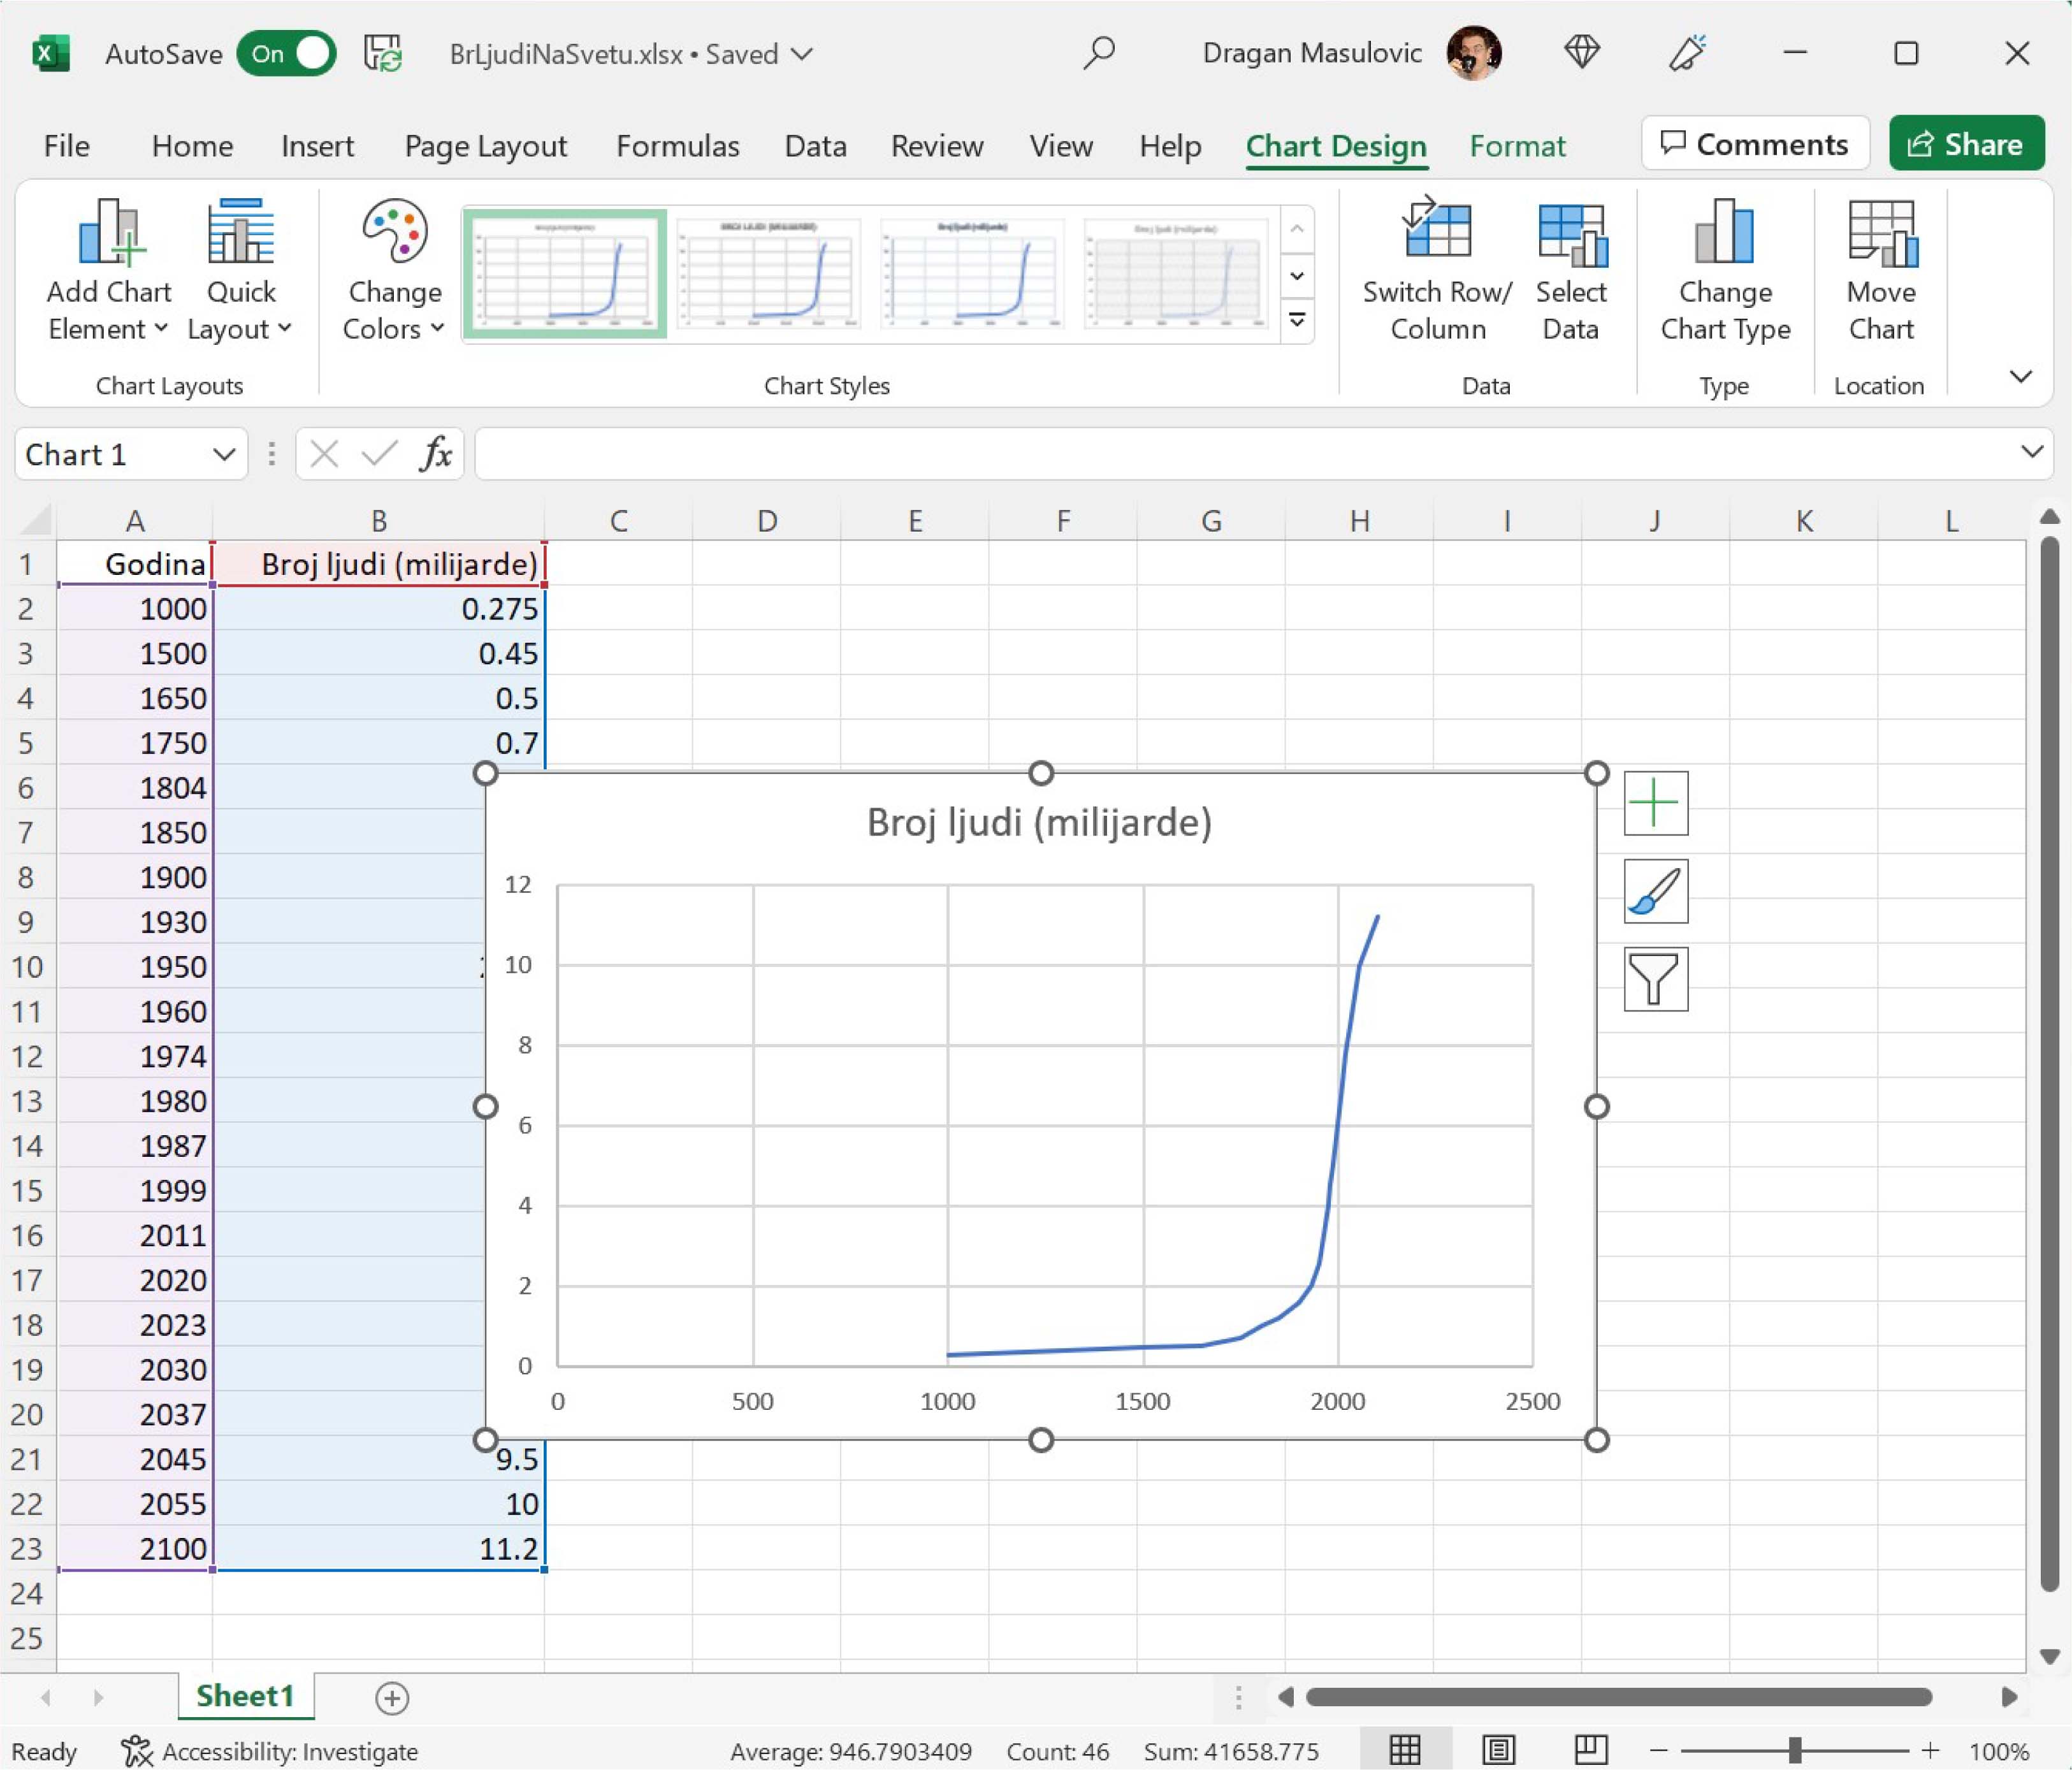 AutoSave On BrLjudiNaSvetu.xlsx • Saved Dragan Masulovic
File Home Insert Page Layout Formulas Data Review View Help Chart Design Format Comments Share
Add Chart Element Quick Layout Change Colors Switch Row/ Column Select Data Change Chart Type Move Chart
Chart Layouts Chart Styles Data Type Location
Chart 1 fx
A B C D E F G H I J K L
1 Godina Broj ljudi (milijarde)
2 1000 0.275
3 1500 0.45
4 1650 0.5
5 1750 0.7
6 1804
7 1850
8 1900
9 1930
10 1950
11 1960
12 1974
13 1980
14 1987
15 1999
16 2011
17 2020
18 2023
19 2030
20 2037
21 2045 9.5
22 2055 10
23 2100 11.2
24
25
Broj ljudi (milijarde)
12
10
8
6
4
2
0
0 500 1000 1500 2000 2500
Sheet1
Ready Accessibility: Investigate Average: 946.7903409 Count: 46 Sum: 41658.775 100%